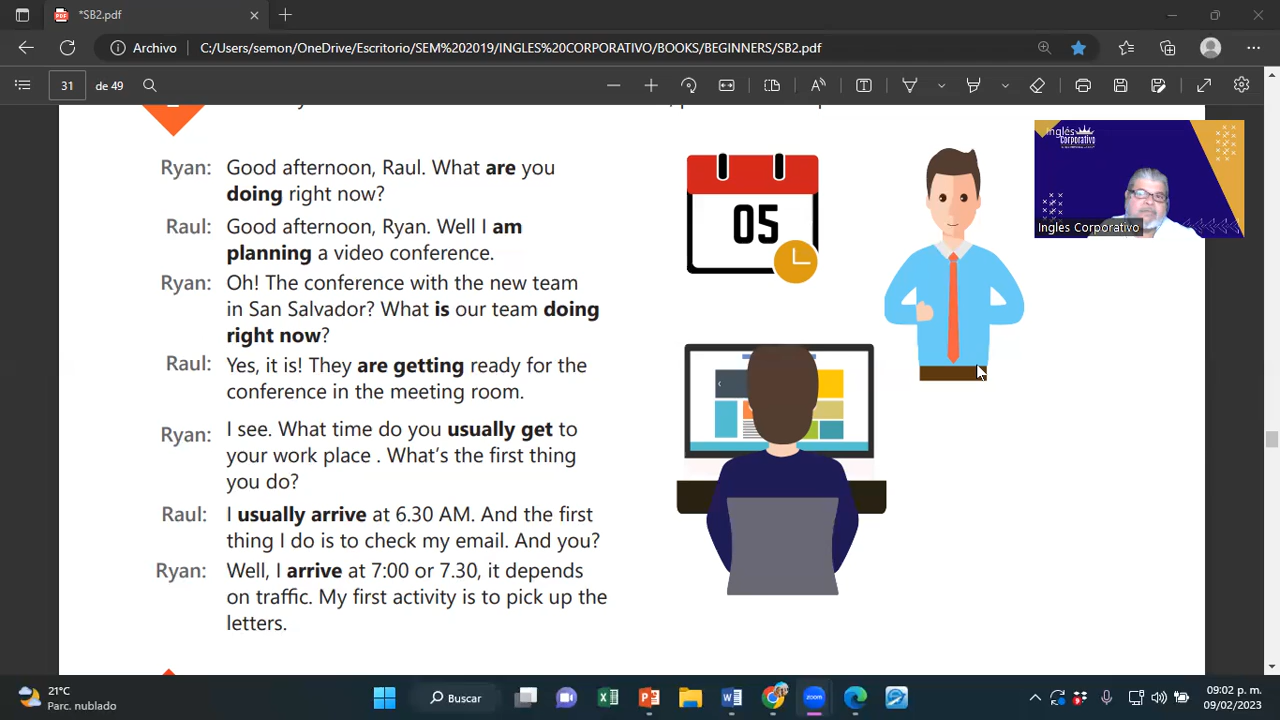 *SB2.pdf
Archivo
C:/Users/semon/OneDrive/Escritorio/SEM%202019/INGLES%20CORPORATIVO/BOOKS/BEGINNERS/SB2.pdf
31 de 49
Ryan: Good afternoon, Raul. What are you
doing right now?
Raul: Good afternoon, Ryan. Well I am
planning a video conference.
Ryan: Oh! The conference with the new team
in San Salvador? What is our team doing
right now?
Raul: Yes, it is! They are getting ready for the
conference in the meeting room.
Ryan: I see. What time do you usually get to
your work place . What's the first thing
you do?
Raul: I usually arrive at 6.30 AM. And the first
thing I do is to check my email. And you?
Ryan: Well, I arrive at 7:00 or 7.30, it depends
on traffic. My first activity is to pick up the
letters.
05
Inglés
Corporativo
Ingles Corporativo
21°C
Parc. nublado
Buscar
zoom
09:02 p. m.
09/02/2023